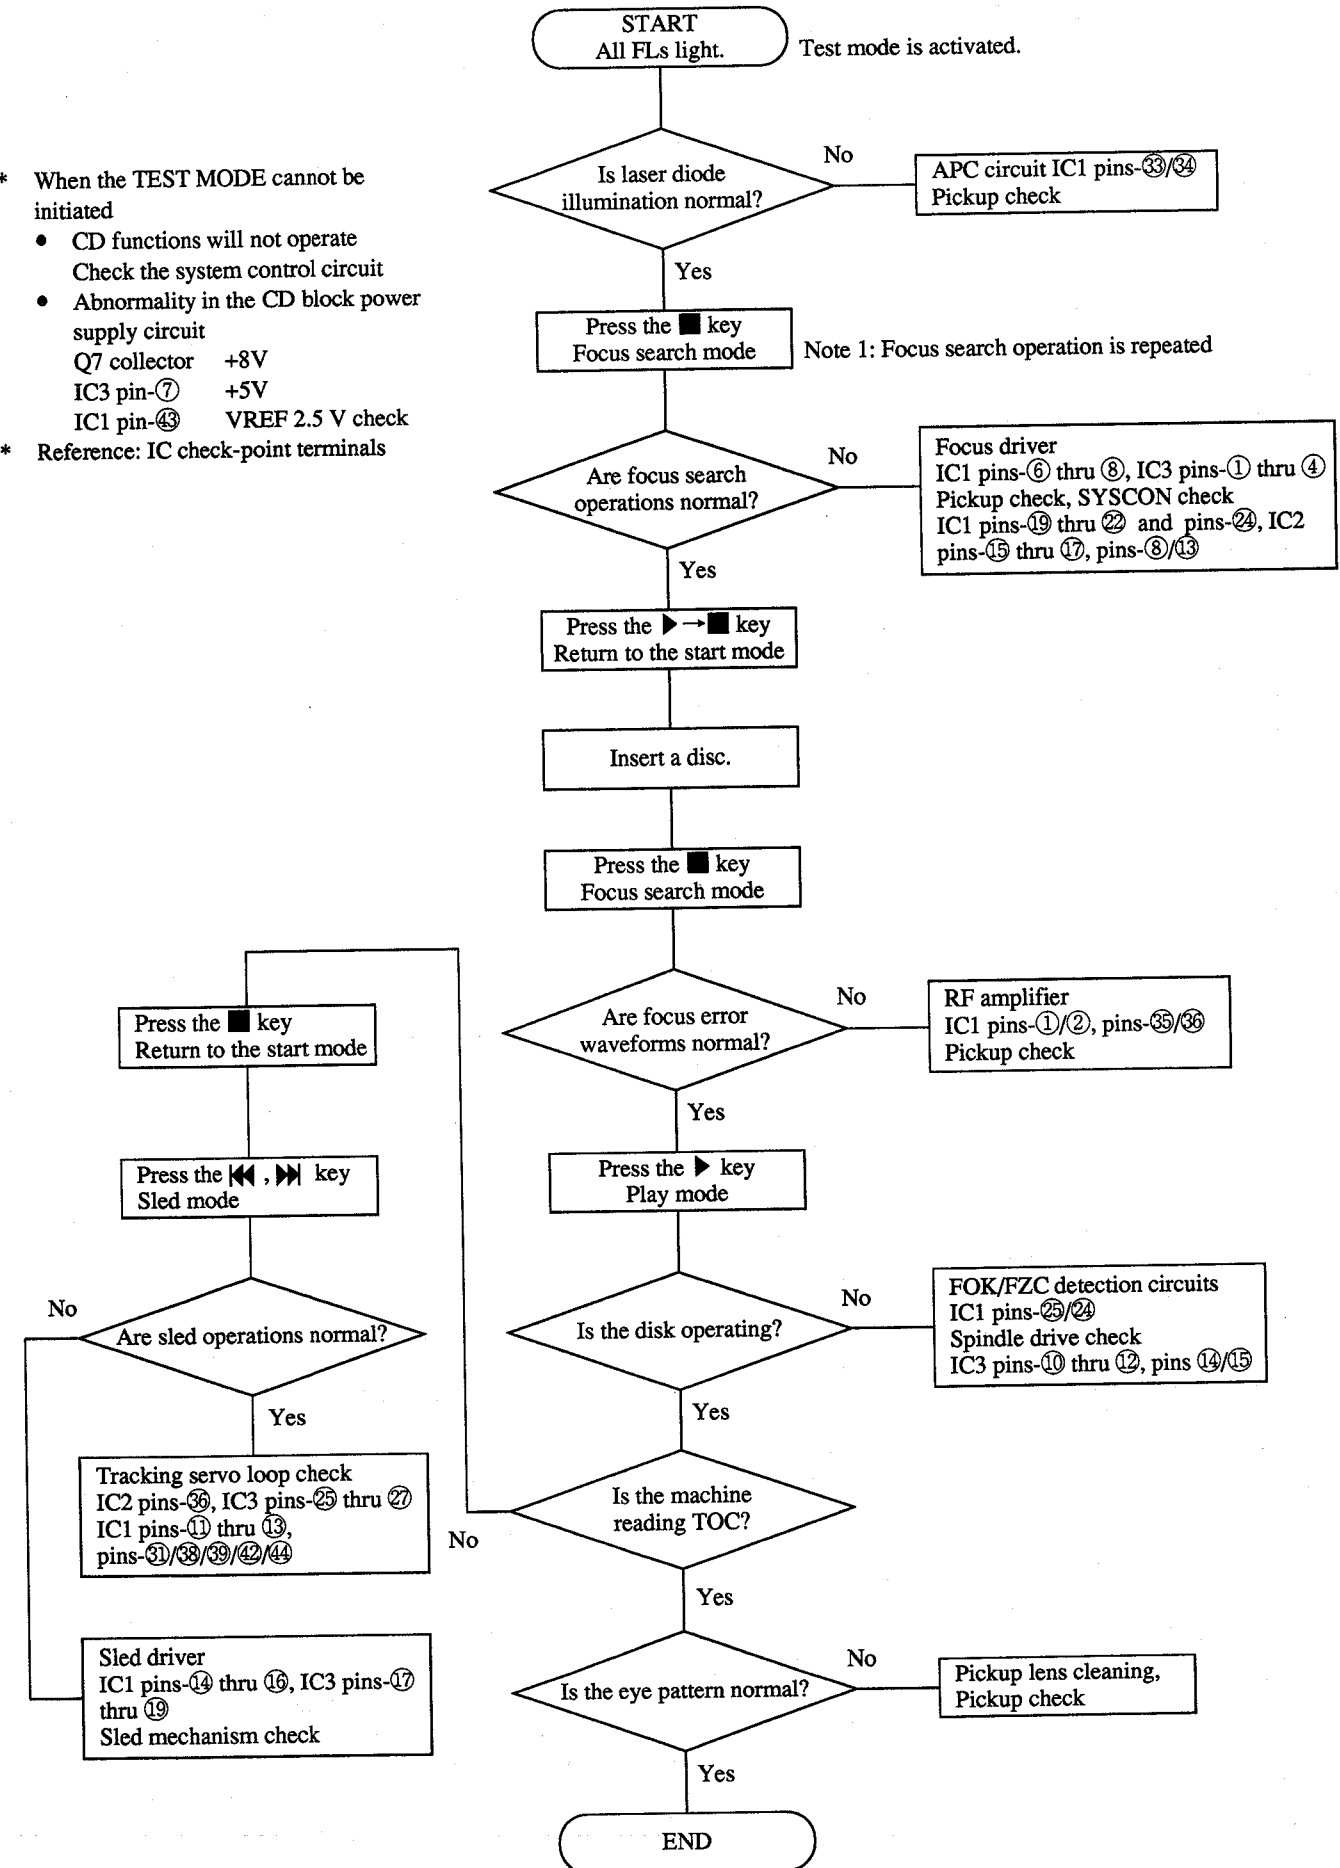 START
All FLs light.
Test mode is activated.
Is laser diode
illumination normal?
No
APC circuit IC1 pins-㉝/㉞
Pickup check
Yes
* When the TEST MODE cannot be
initiated
● CD functions will not operate
Check the system control circuit
● Abnormality in the CD block power
supply circuit
Q7 collector +8V
IC3 pin-⑦ +5V
IC1 pin-㊸ VREF 2.5 V check
* Reference: IC check-point terminals
Press the ■ key
Focus search mode
Note 1: Focus search operation is repeated
Are focus search
operations normal?
No
Focus driver
IC1 pins-⑥ thru ⑧, IC3 pins-① thru ④
Pickup check, SYSCON check
IC1 pins-⑲ thru ㉒ and pins-㉔, IC2
pins-⑮ thru ⑰, pins-⑧/⑬
Yes
Press the ▶→■ key
Return to the start mode
Insert a disc.
Press the ■ key
Focus search mode
Are focus error
waveforms normal?
No
RF amplifier
IC1 pins-①/②, pins-㉟/㊱
Pickup check
Yes
Press the ▶ key
Play mode
Is the disk operating?
No
FOK/FZC detection circuits
IC1 pins-㉕/㉔
Spindle drive check
IC3 pins-⑩ thru ⑫, pins ⑭/⑮
Yes
Is the machine
reading TOC?
No
Yes
Press the ■ key
Return to the start mode
Press the |◀◀ , ▶▶| key
Sled mode
Are sled operations normal?
No
Yes
Tracking servo loop check
IC2 pins-㊱, IC3 pins-㉕ thru ㉗
IC1 pins-⑪ thru ⑬,
pins-㉛/㊳/㊴/㊷/㊹
Sled driver
IC1 pins-⑭ thru ⑯, IC3 pins-⑰
thru ⑲
Sled mechanism check
Is the eye pattern normal?
No
Pickup lens cleaning,
Pickup check
Yes
END